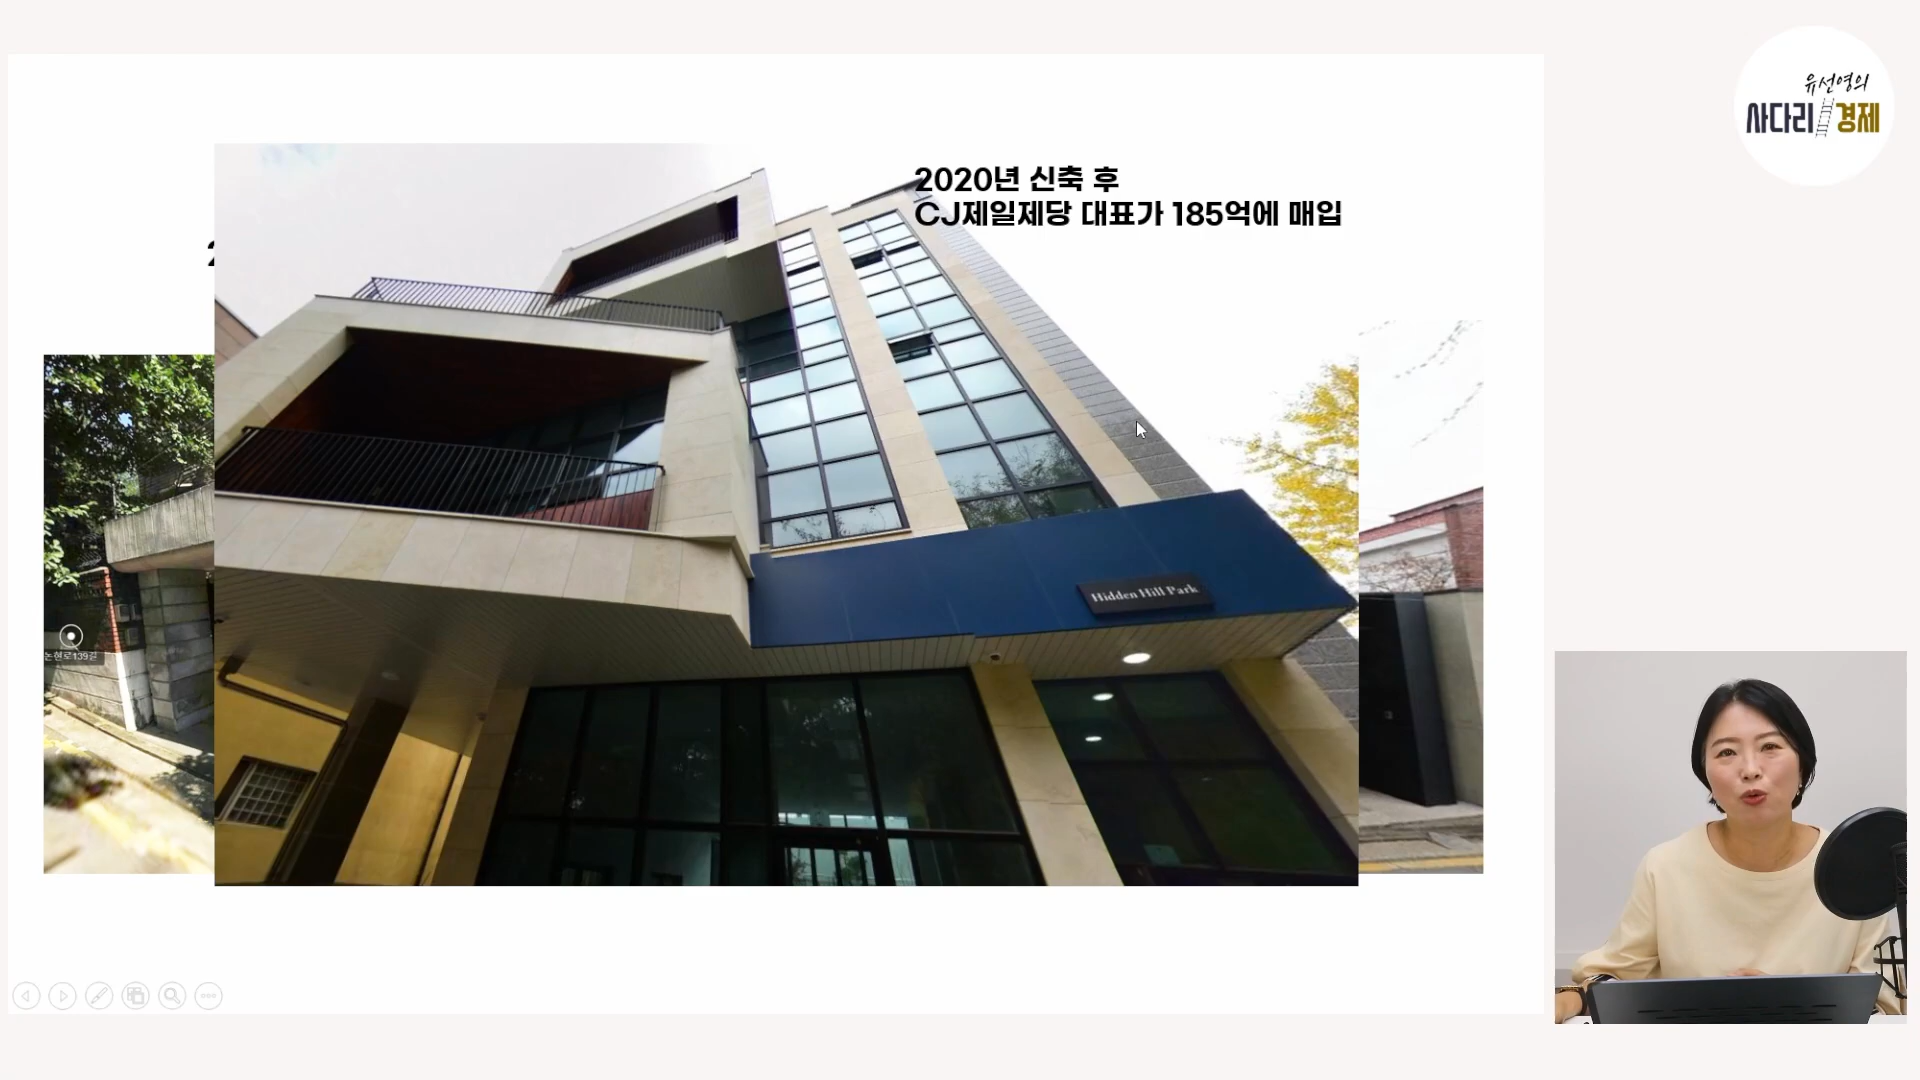 유선영의
사다리 경제
2020년 신축 후
CJ제일제당 대표가 185억에 매입
Hidden Hill Park
논현로139길